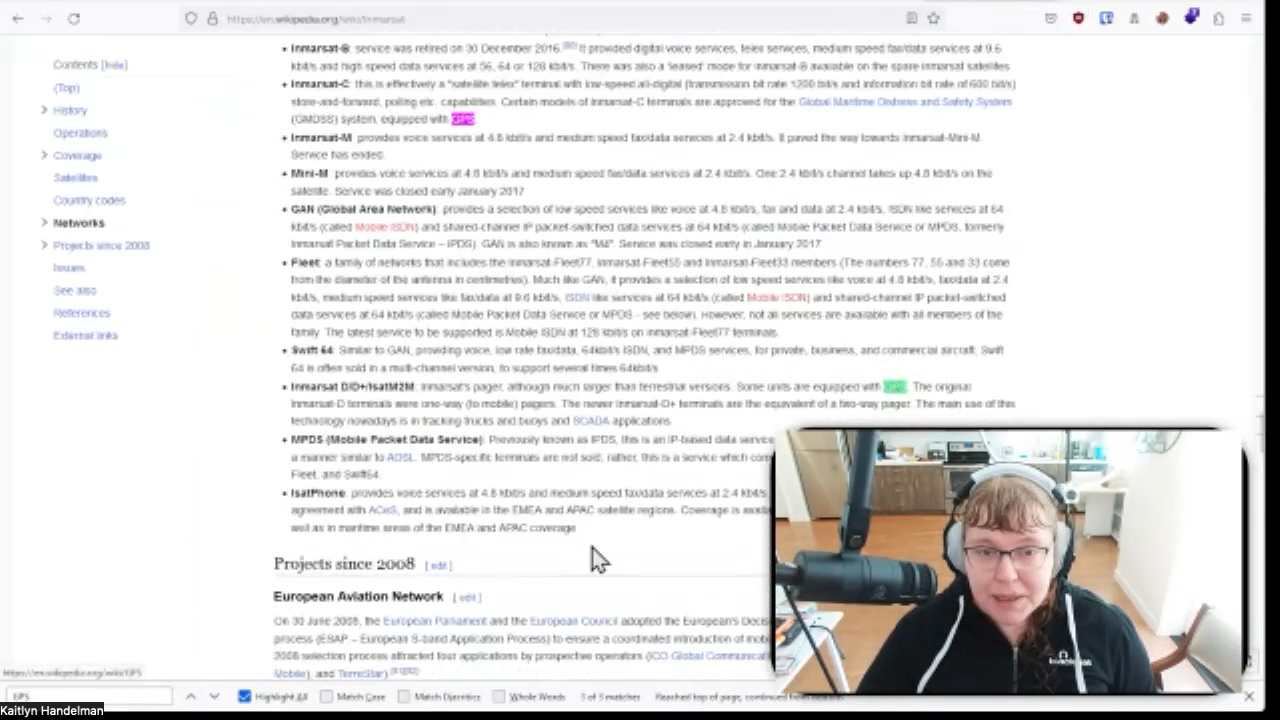 https://en.wikipedia.org/wiki/Inmarsat
Contents [hide]
(Top)
History
Operations
Coverage
Satellites
Country codes
Networks
Projects since 2008
Issues
See also
References
External links
• Inmarsat-B: service was retired on 30 December 2016. It provided digital voice services, telex services, medium speed fax/data services at 9.6
kbit/s and high speed data services at 56, 64 or 128 kbit/s. There was also a 'leased' mode for Inmarsat-B available on the spare Inmarsat satellites.
• Inmarsat-C: this is effectively a "satellite telex" terminal with low-speed all-digital (transmission bit rate 1200 bit/s and information bit rate of 600 bit/s)
store-and-forward, polling etc. capabilities. Certain models of Inmarsat-C terminals are approved for the Global Maritime Distress and Safety System
(GMDSS) system, equipped with GPS.
• Inmarsat-M: provides voice services at 4.8 kbit/s and medium speed fax/data services at 2.4 kbit/s. It paved the way towards Inmarsat-Mini-M.
Service has ended.
• Mini-M: provides voice services at 4.8 kbit/s and medium speed fax/data services at 2.4 kbit/s. One 2.4 kbit/s channel takes up 4.8 kbit/s on the
satellite. Service was closed early January 2017
• GAN (Global Area Network): provides a selection of low speed services like voice at 4.8 kbit/s, fax and data at 2.4 kbit/s, ISDN like services at 64
kbit/s (called Mobile ISDN) and shared-channel IP packet-switched data services at 64 kbit/s (called Mobile Packet Data Service or MPDS, formerly
Inmarsat Packet Data Service – IPDS). GAN is also known as "M4". Service was closed early in January 2017
• Fleet: a family of networks that includes the Inmarsat-Fleet77, Inmarsat-Fleet55 and Inmarsat-Fleet33 members (The numbers 77, 55 and 33 come
from the diameter of the antenna in centimetres). Much like GAN, it provides a selection of low speed services like voice at 4.8 kbit/s, fax/data at 2.4
kbit/s, medium speed services like fax/data at 9.6 kbit/s, ISDN like services at 64 kbit/s (called Mobile ISDN) and shared-channel IP packet-switched
data services at 64 kbit/s (called Mobile Packet Data Service or MPDS - see below). However, not all services are available with all members of the
family. The latest service to be supported is Mobile ISDN at 128 kbit/s on Inmarsat-Fleet77 terminals.
• Swift 64: Similar to GAN, providing voice, low rate fax/data, 64kbit/s ISDN, and MPDS services, for private, business, and commercial aircraft. Swift
64 is often sold in a multi-channel version, to support several times 64kbit/s.
• Inmarsat D/D+/IsatM2M: Inmarsat's pager, although much larger than terrestrial versions. Some units are equipped with GPS. The original
Inmarsat-D terminals were one-way (to mobile) pagers. The newer Inmarsat-D+ terminals are the equivalent of a two-way pager. The main use of this
technology nowadays is in tracking trucks and buoys and SCADA applications.
• MPDS (Mobile Packet Data Service): Previously known as IPDS, this is an IP-based data service
a manner similar to ADSL. MPDS-specific terminals are not sold; rather, this is a service which com
Fleet, and Swift64.
• IsatPhone: provides voice services at 4.8 kbit/s and medium speed fax/data services at 2.4 kbit/s.
agreement with ACeS, and is available in the EMEA and APAC satellite regions. Coverage is avail
well as in maritime areas of the EMEA and APAC coverage
Projects since 2008 [edit]
European Aviation Network [edit]
On 30 June 2008, the European Parliament and the European Council adopted the European's Decis
process (ESAP – European S-band Application Process) to ensure a coordinated introduction of mob
2008 selection process attracted four applications by prospective operators (ICO Global Communicat
Mobile), and TerreStar)
https://en.wikipedia.org/wiki/GPS
GPS
Highlight All
Match Case
Match Diacritics
Whole Words
3 of 3 matches
Reached top of page, continued from bottom
Kaitlyn Handelman